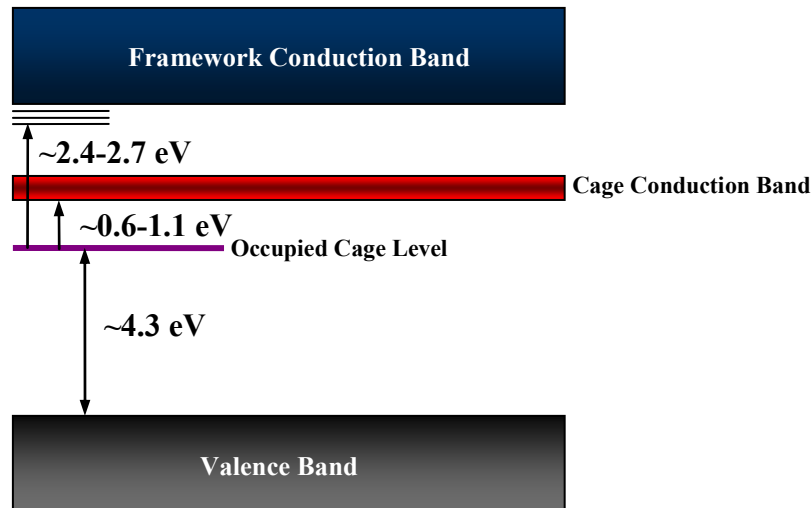 Framework Conduction Band
~2.4-2.7 eV
Cage Conduction Band
~0.6-1.1 eV
Occupied Cage Level
~4.3 eV
Valence Band